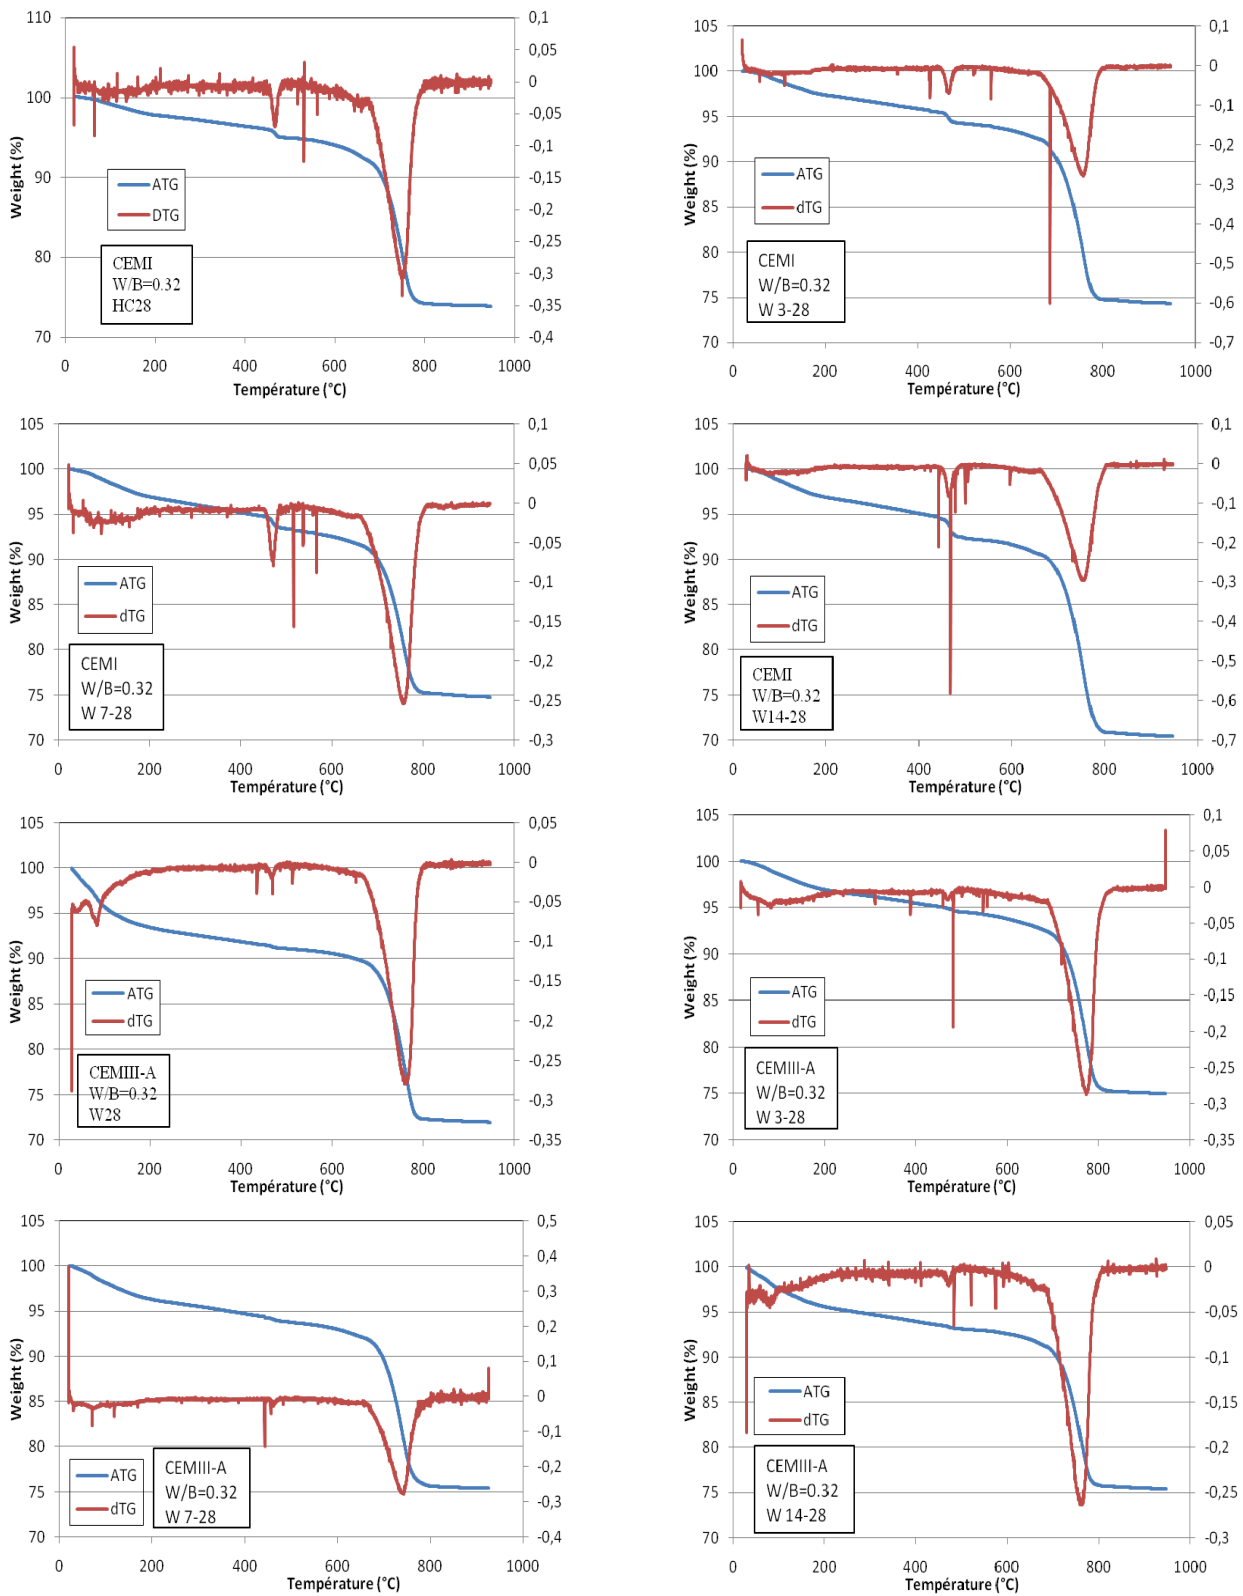 110
100
90
80
70
Weight (%)
0,1
0,05
0
-0,05
-0,1
-0,15
-0,2
-0,25
-0,3
-0,35
-0,4
ATG
DTG
CEMI
W/B=0.32
HC28
0 200 400 600 800 1000
Température (°C)
105
100
95
90
85
80
75
70
Weight (%)
0,1
0
-0,1
-0,2
-0,3
-0,4
-0,5
-0,6
-0,7
ATG
dTG
CEMI
W/B=0.32
W 3-28
0 200 400 600 800 1000
Température (°C)
105
100
95
90
85
80
75
70
Weight (%)
0,1
0,05
0
-0,05
-0,1
-0,15
-0,2
-0,25
-0,3
ATG
dTG
CEMI
W/B=0.32
W 7-28
0 200 400 600 800 1000
Température (°C)
105
100
95
90
85
80
75
70
Weight (%)
0,1
0
-0,1
-0,2
-0,3
-0,4
-0,5
-0,6
-0,7
ATG
dTG
CEMI
W/B=0.32
W14-28
0 200 400 600 800 1000
Température (°C)
105
100
95
90
85
80
75
70
Weight (%)
0,05
0
-0,05
-0,1
-0,15
-0,2
-0,25
-0,3
-0,35
ATG
dTG
CEMIII-A
W/B=0.32
W28
0 200 400 600 800 1000
Température (°C)
105
100
95
90
85
80
75
70
Weight (%)
0,1
0,05
0
-0,05
-0,1
-0,15
-0,2
-0,25
-0,3
-0,35
ATG
dTG
CEMIII-A
W/B=0.32
W 3-28
0 200 400 600 800 1000
Température (°C)
105
100
95
90
85
80
75
70
Weight (%)
0,5
0,4
0,3
0,2
0,1
0
-0,1
-0,2
-0,3
-0,4
ATG
dTG
CEMIII-A
W/B=0.32
W 7-28
0 200 400 600 800 1000
Température (°C)
105
100
95
90
85
80
75
70
Weight (%)
0,05
0
-0,05
-0,1
-0,15
-0,2
-0,25
-0,3
ATG
dTG
CEMIII-A
W/B=0.32
W 14-28
0 200 400 600 800 1000
Température (°C)